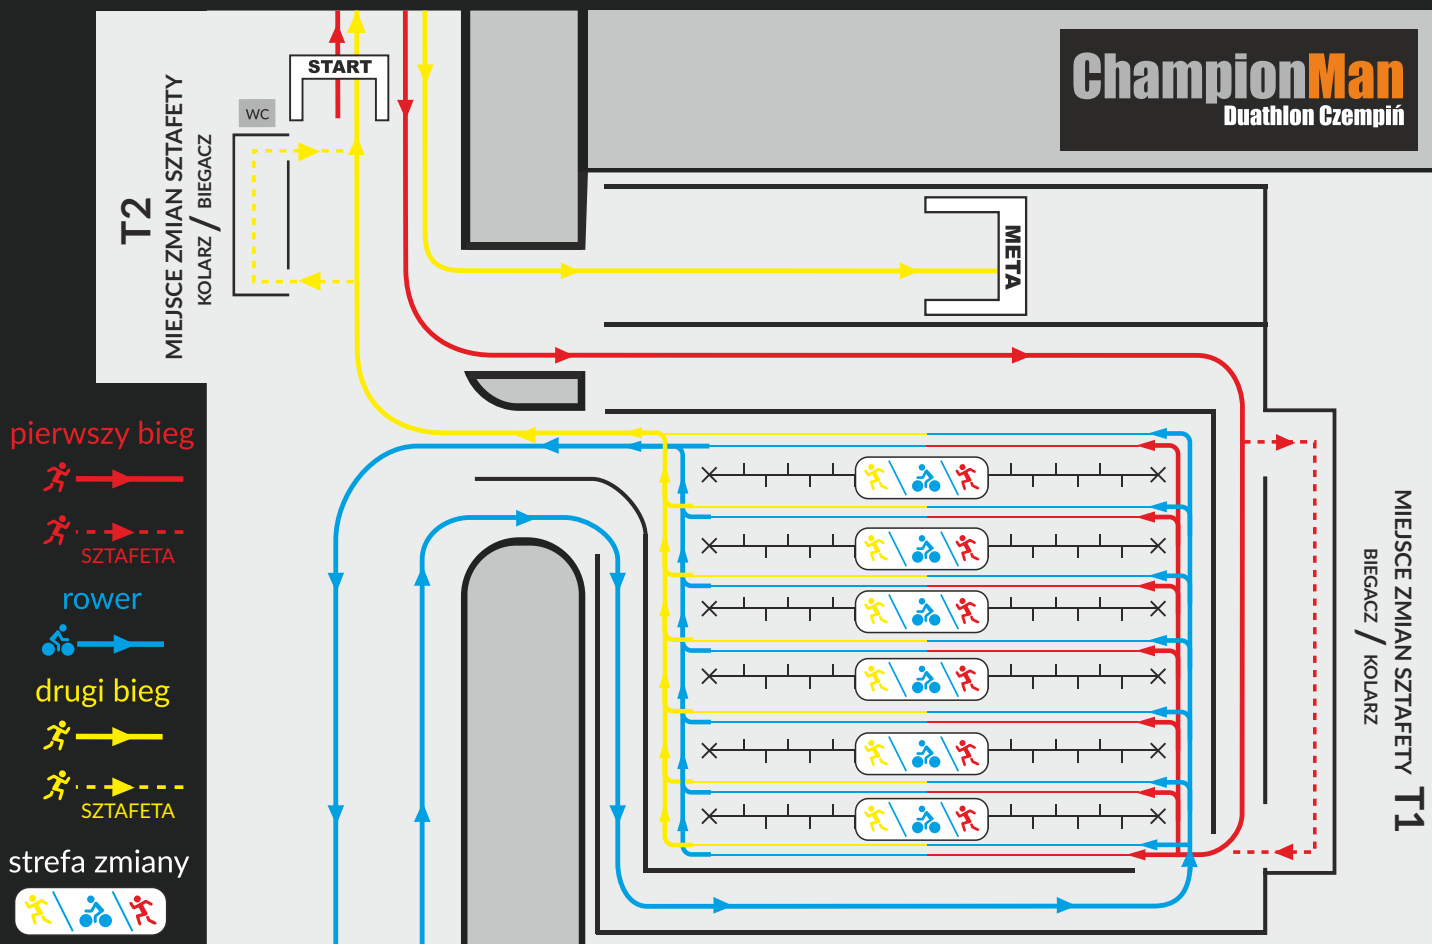 START
WC
T2
MIEJSCE ZMIAN SZTAFETY
KOLARZ / BIEGACZ
ChampionMan
Duathlon Czempiń
META
pierwszy bieg
SZTAFETA
rower
drugi bieg
SZTAFETA
strefa zmiany
MIEJSCE ZMIAN SZTAFETY T1
BIEGACZ / KOLARZ